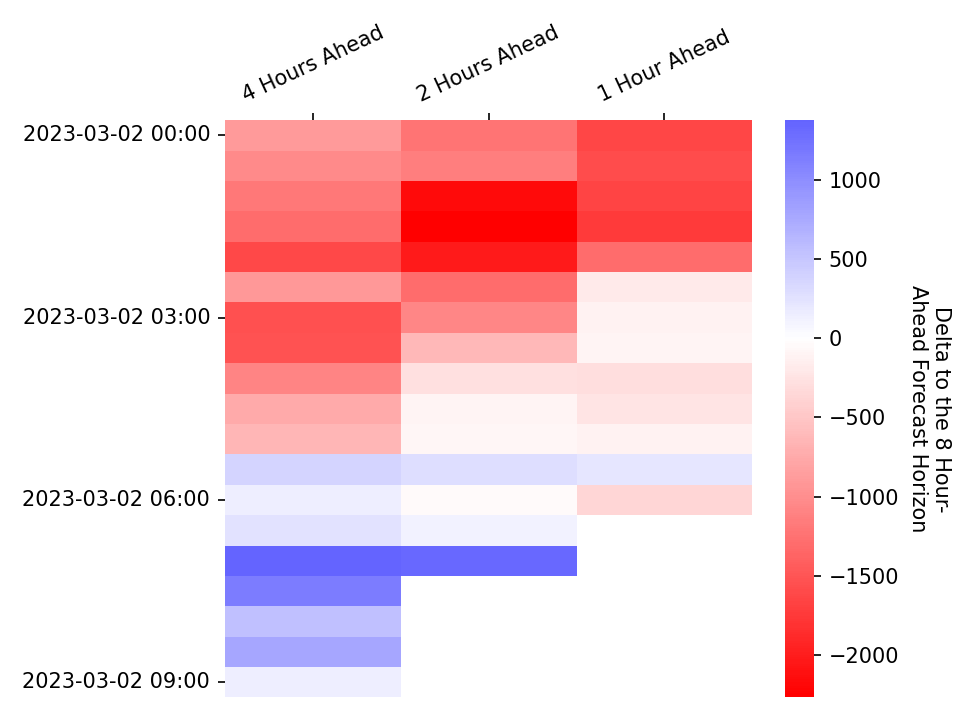 4 Hours Ahead
2 Hours Ahead
1 Hour Ahead
2023-03-02 00:00
2023-03-02 03:00
2023-03-02 06:00
2023-03-02 09:00
1000
500
0
−500
−1000
−1500
−2000
Delta to the 8 Hour-
Ahead Forecast Horizon